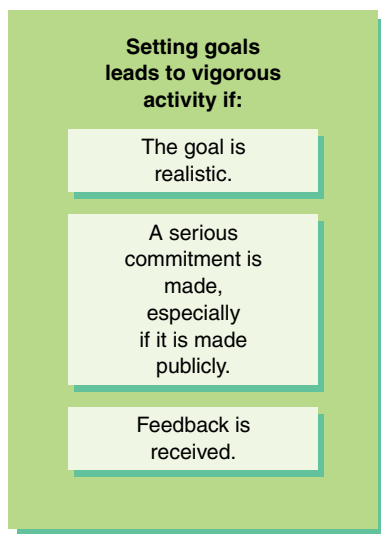 Setting goals
leads to vigorous
activity if:
The goal is
realistic.
A serious
commitment is
made,
especially
if it is made
publicly.
Feedback is
received.